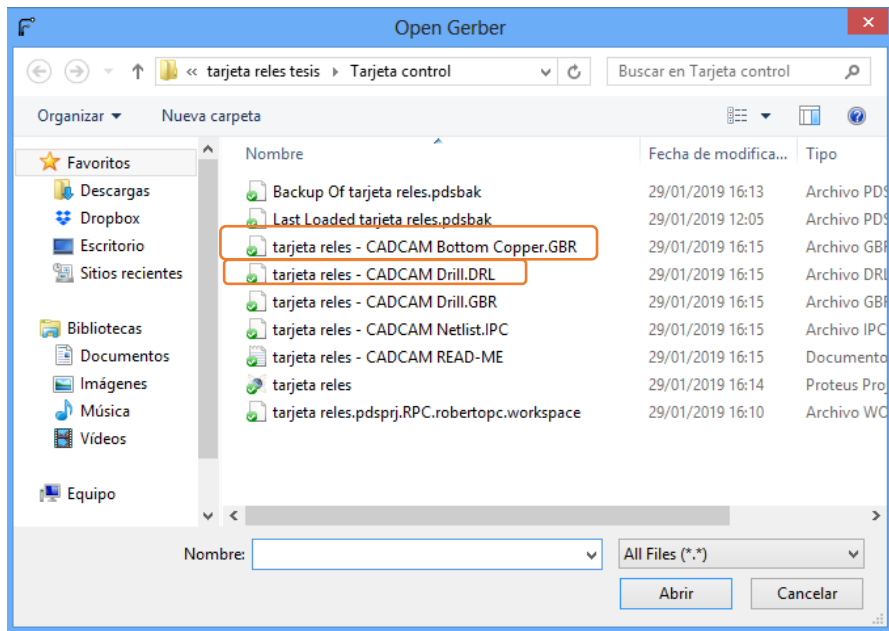 Open Gerber
« tarjeta reles tesis Tarjeta control Buscar en Tarjeta control
Organizar Nueva carpeta
Nombre Fecha de modifica... Tipo
Favoritos
Descargas
Dropbox
Escritorio
Sitios recientes
Bibliotecas
Documentos
Imágenes
Música
Vídeos
Equipo
Backup Of tarjeta reles.pdsbak 29/01/2019 16:13 Archivo PDS
Last Loaded tarjeta reles.pdsbak 29/01/2019 12:05 Archivo PDS
tarjeta reles - CADCAM Bottom Copper.GBR 29/01/2019 16:15 Archivo GBR
tarjeta reles - CADCAM Drill.DRL 29/01/2019 16:15 Archivo DRL
tarjeta reles - CADCAM Drill.GBR 29/01/2019 16:15 Archivo GBR
tarjeta reles - CADCAM Netlist.IPC 29/01/2019 16:15 Archivo IPC
tarjeta reles - CADCAM READ-ME 29/01/2019 16:15 Documento
tarjeta reles 29/01/2019 16:14 Proteus Proj
tarjeta reles.pdsprj.RPC.robertopc.workspace 29/01/2019 16:10 Archivo WO
Nombre: All Files (*.*)
Abrir Cancelar